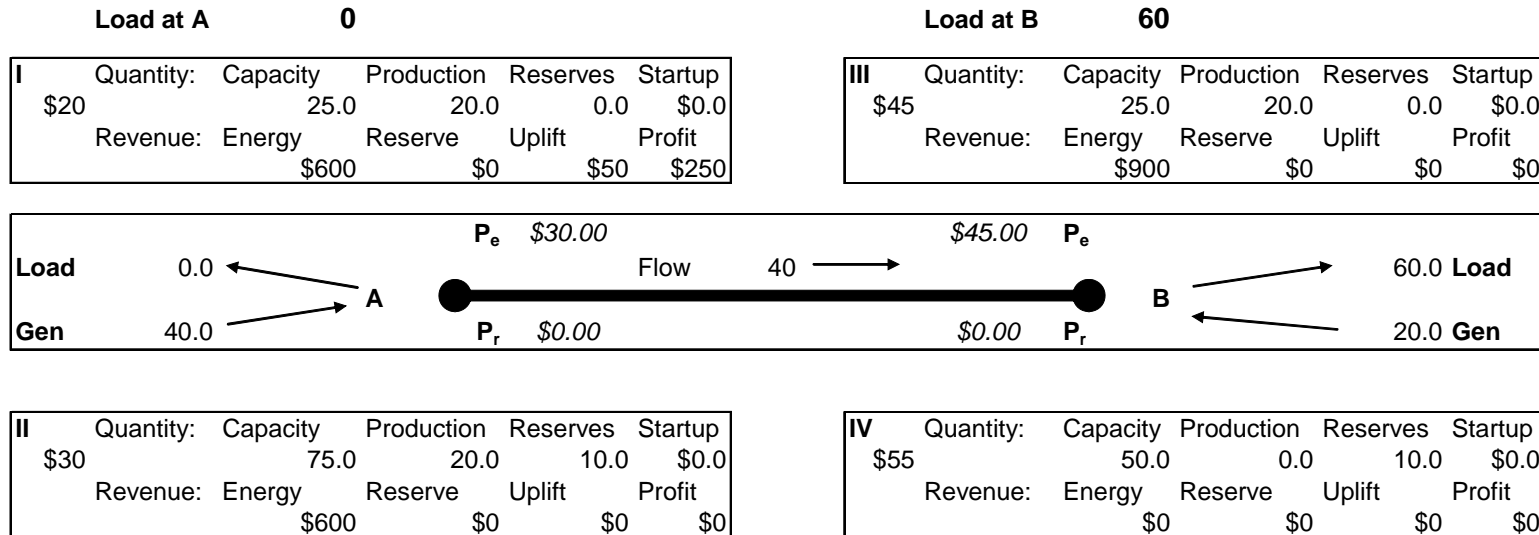 Load at A 0 Load at B 60
I Quantity: Capacity Production Reserves Startup
$20 25.0 20.0 0.0 $0.0
Revenue: Energy Reserve Uplift Profit
$600 $0 $50 $250
III Quantity: Capacity Production Reserves Startup
$45 25.0 20.0 0.0 $0.0
Revenue: Energy Reserve Uplift Profit
$900 $0 $0 $0
Pe $30.00 $45.00 Pe
Load 0.0 Flow 40 60.0 Load
A B
Gen 40.0 Pr $0.00 $0.00 Pr 20.0 Gen
II Quantity: Capacity Production Reserves Startup
$30 75.0 20.0 10.0 $0.0
Revenue: Energy Reserve Uplift Profit
$600 $0 $0 $0
IV Quantity: Capacity Production Reserves Startup
$55 50.0 0.0 10.0 $0.0
Revenue: Energy Reserve Uplift Profit
$0 $0 $0 $0